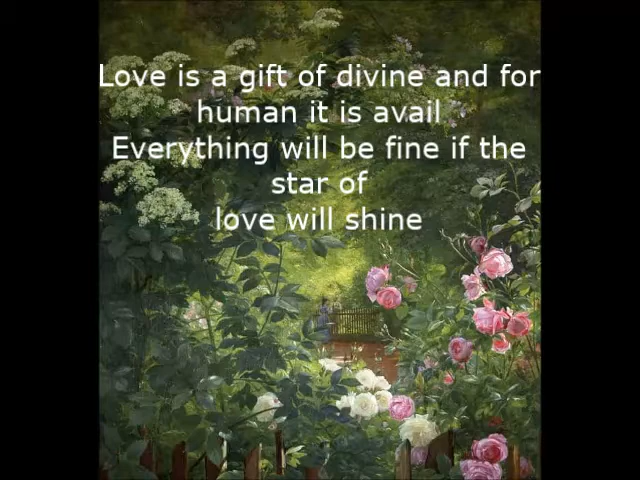 Love is a gift of divine and for
human it is avail
Everything will be fine if the
star of
love will shine